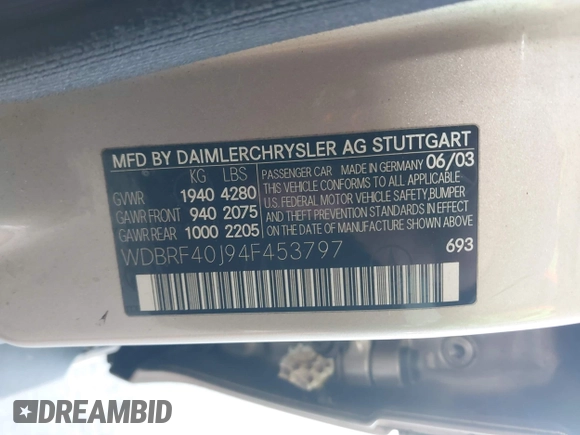 MFD BY DAIMLERCHRYSLER AG STUTTGART
KG LBS
GVWR 1940 4280
GAWR FRONT 940 2075
GAWR REAR 1000 2205
PASSENGER CAR MADE IN GERMANY 06/03
THIS VEHICLE CONFORMS TO ALL APPLICABLE
U.S. FEDERAL MOTOR VEHICLE SAFETY, BUMPER
AND THEFT PREVENTION STANDARDS IN EFFECT
ON THE DATE OF MANUFACTURE SHOWN ABOVE
WDBRF40J94F453797
693
DREAMBID